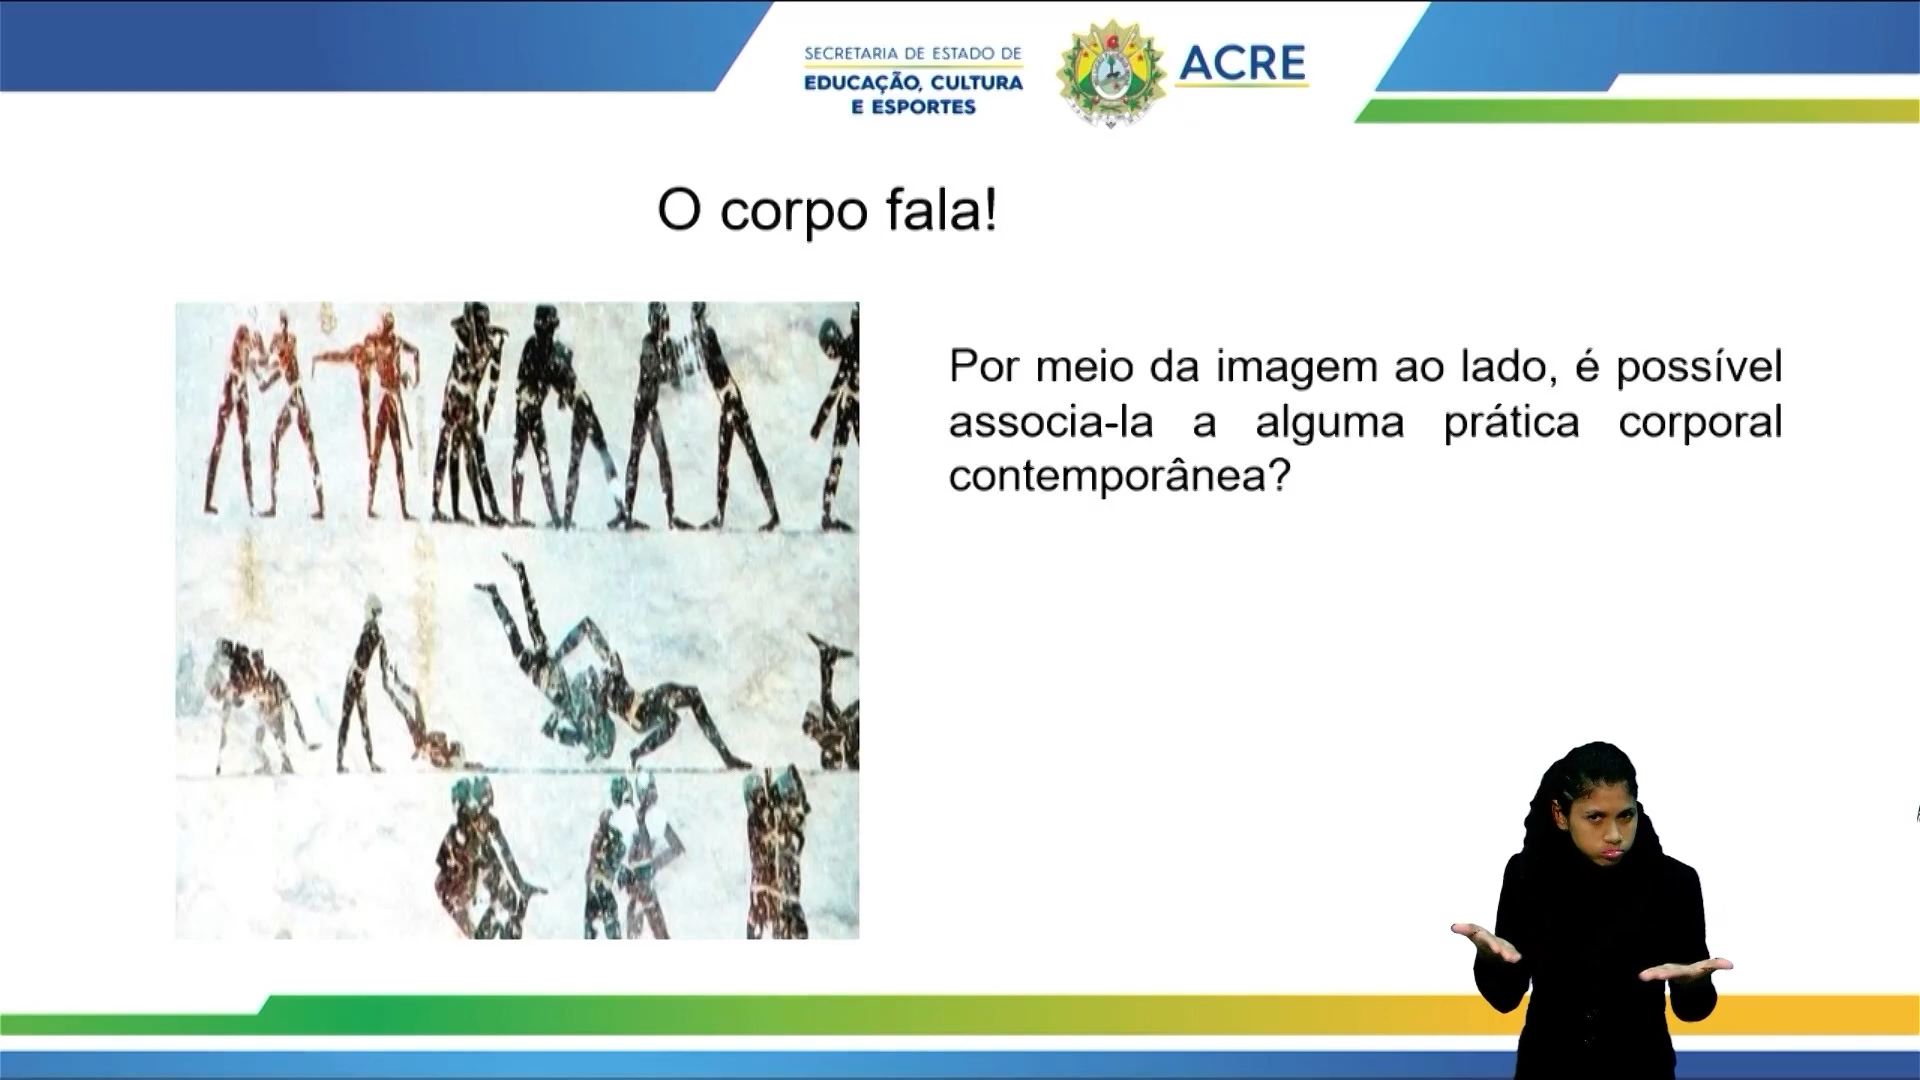 SECRETARIA DE ESTADO DE
EDUCAÇÃO, CULTURA
E ESPORTES
ACRE
O corpo fala!
Por meio da imagem ao lado, é possível
associa-la a alguma prática corporal
contemporânea?